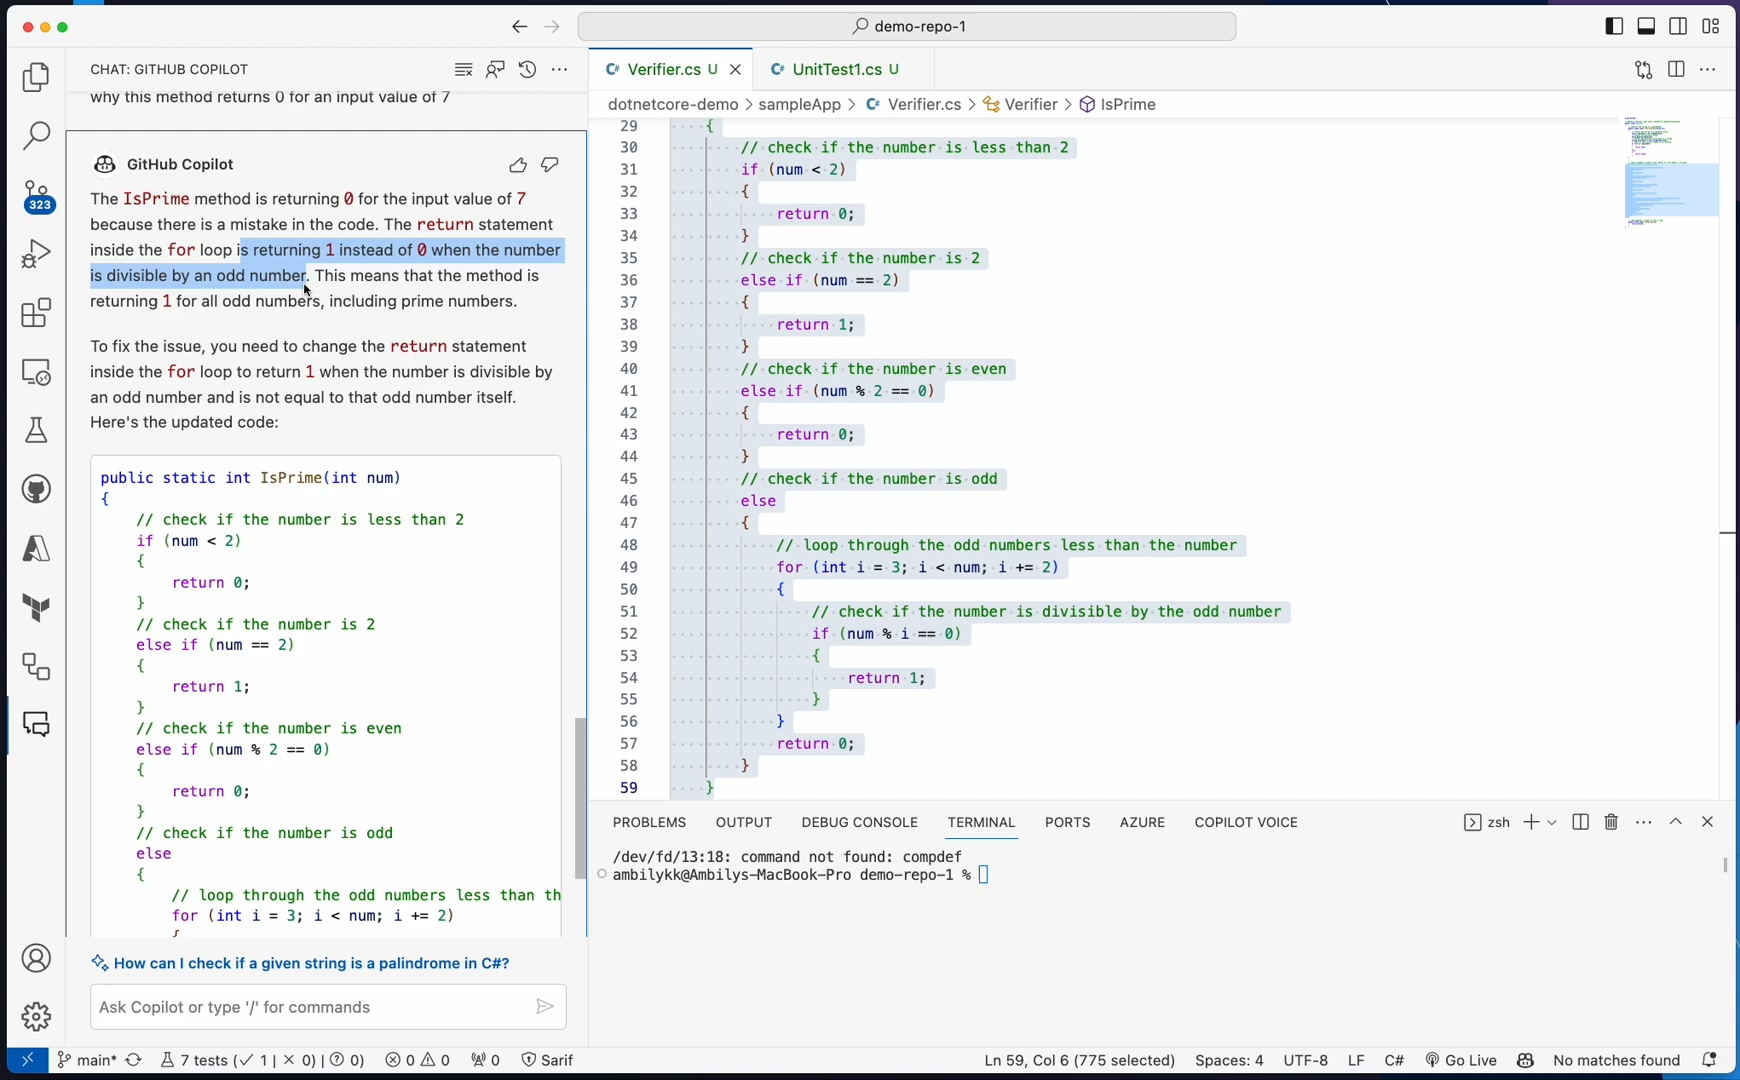 demo-repo-1
CHAT: GITHUB COPILOT
why this method returns 0 for an input value of 7
GitHub Copilot
The IsPrime method is returning 0 for the input value of 7
because there is a mistake in the code. The return statement
inside the for loop is returning 1 instead of 0 when the number
is divisible by an odd number. This means that the method is
returning 1 for all odd numbers, including prime numbers.
To fix the issue, you need to change the return statement
inside the for loop to return 1 when the number is divisible by
an odd number and is not equal to that odd number itself.
Here's the updated code:
public static int IsPrime(int num)
{
// check if the number is less than 2
if (num < 2)
{
return 0;
}
// check if the number is 2
else if (num == 2)
{
return 1;
}
// check if the number is even
else if (num % 2 == 0)
{
return 0;
}
// check if the number is odd
else
{
// loop through the odd numbers less than th
for (int i = 3; i < num; i += 2)
{
How can I check if a given string is a palindrome in C#?
Ask Copilot or type '/' for commands
323
Verifier.cs U
UnitTest1.cs U
dotnetcore-demo > sampleApp > Verifier.cs > Verifier > IsPrime
29 {
30 // check if the number is less than 2
31 if (num < 2)
32 {
33 return 0;
34 }
35 // check if the number is 2
36 else if (num == 2)
37 {
38 return 1;
39 }
40 // check if the number is even
41 else if (num % 2 == 0)
42 {
43 return 0;
44 }
45 // check if the number is odd
46 else
47 {
48 // loop through the odd numbers less than the number
49 for (int i = 3; i < num; i += 2)
50 {
51 // check if the number is divisible by the odd number
52 if (num % i == 0)
53 {
54 return 1;
55 }
56 }
57 return 0;
58 }
59 }
PROBLEMS OUTPUT DEBUG CONSOLE TERMINAL PORTS AZURE COPILOT VOICE
zsh
/dev/fd/13:18: command not found: compdef
ambilykk@Ambilys-MacBook-Pro demo-repo-1 %
main* 7 tests (✓ 1 | × 0) | ? 0) 0 0 0 Sarif Ln 59, Col 6 (775 selected) Spaces: 4 UTF-8 LF C# Go Live No matches found